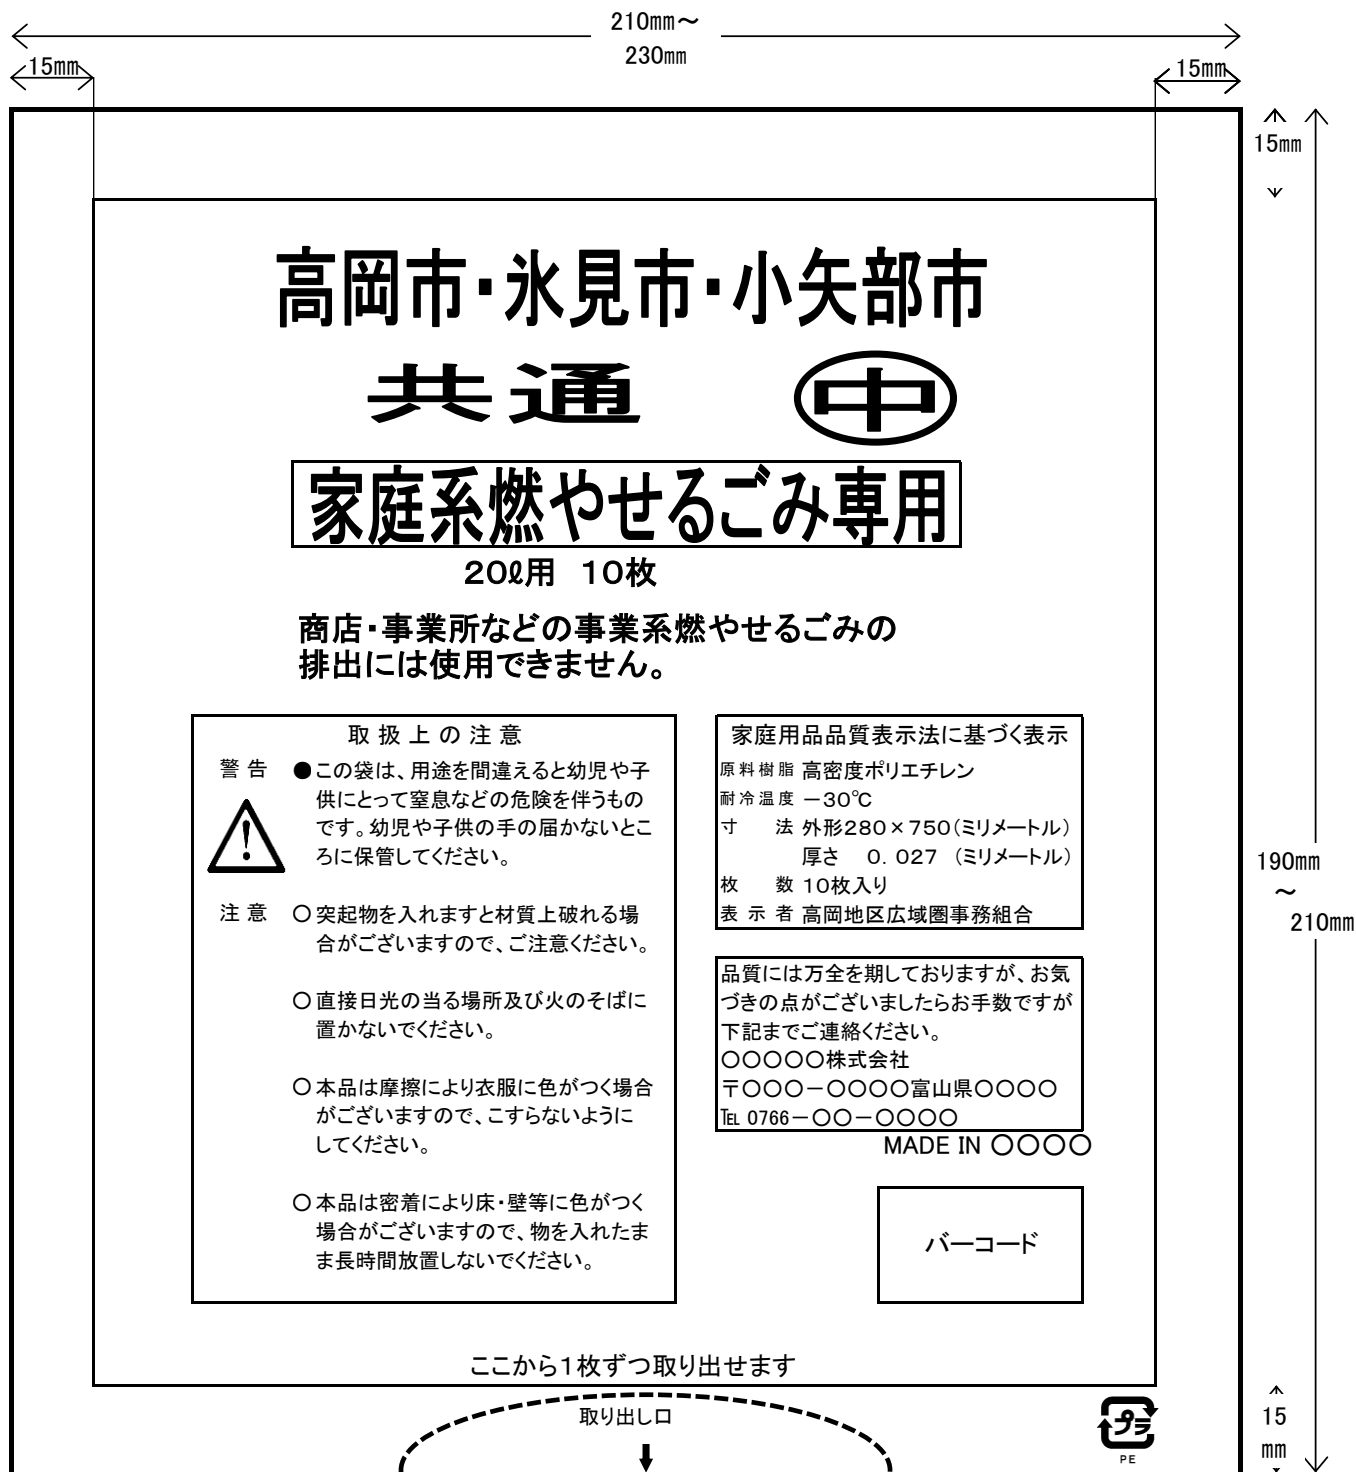 210mm～
230mm
15mm
15mm
15mm
高岡市・氷見市・小矢部市
共通 中
家庭系燃やせるごみ専用
20ℓ用 10枚
商店・事業所などの事業系燃やせるごみの
排出には使用できません。
取扱上の注意
警告 ●この袋は、用途を間違えると幼児や子
供にとって窒息などの危険を伴うもの
です。幼児や子供の手の届かないとこ
ろに保管してください。
注意 ○突起物を入れますと材質上破れる場
合がございますので、ご注意ください。
○直接日光の当る場所及び火のそばに
置かないでください。
○本品は摩擦により衣服に色がつく場合
がございますので、こすらないように
してください。
○本品は密着により床・壁等に色がつく
場合がございますので、物を入れたま
ま長時間放置しないでください。
家庭用品品質表示法に基づく表示
原料樹脂 高密度ポリエチレン
耐冷温度 －30℃
寸法 外形280×750(ミリメートル)
厚さ 0.027 (ミリメートル)
枚数 10枚入り
表示者 高岡地区広域圏事務組合
品質には万全を期しておりますが、お気
づきの点がございましたらお手数ですが
下記までご連絡ください。
○○○○○株式会社
〒○○○－○○○○富山県○○○○
℡ 0766－○○－○○○○
MADE IN ○○○○
バーコード
190mm
～
210mm
ここから1枚ずつ取り出せます
取り出し口
プラ
PE
15
mm